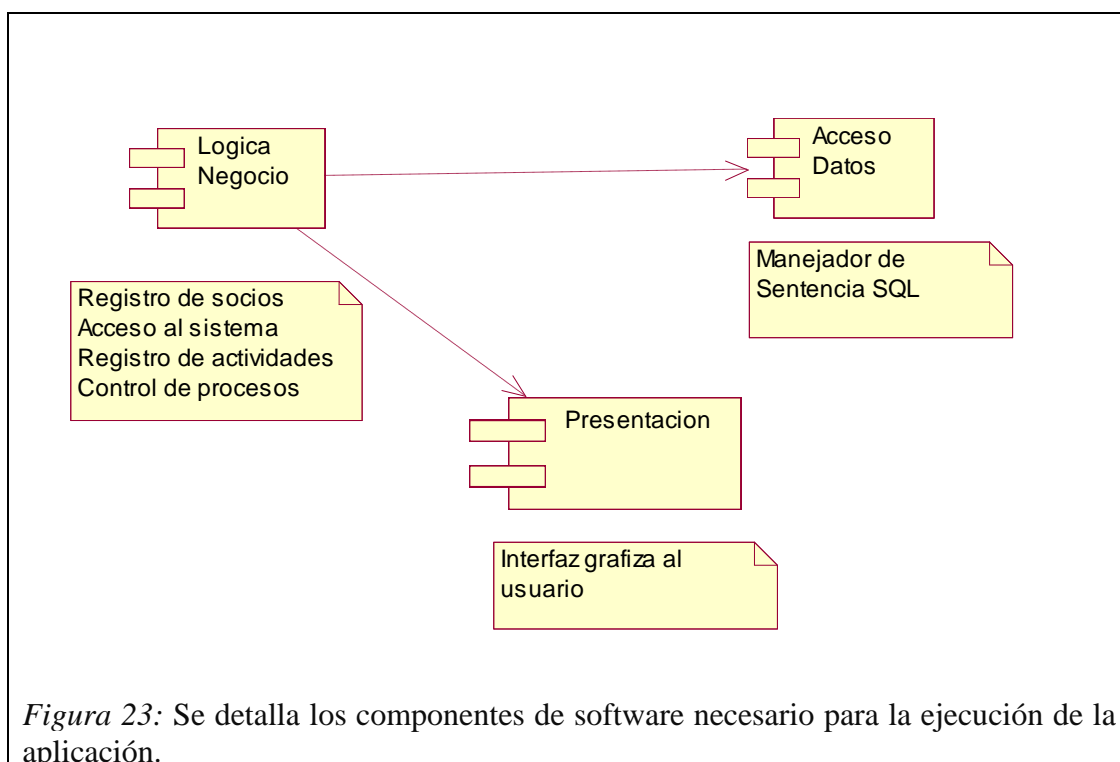 Logica
Negocio
Acceso
Datos
Registro de socios
Acceso al sistema
Registro de actividades
Control de procesos
Manejador de
Sentencia SQL
Presentacion
Interfaz grafiza al
usuario
Figura 23: Se detalla los componentes de software necesario para la ejecución de la
aplicación.